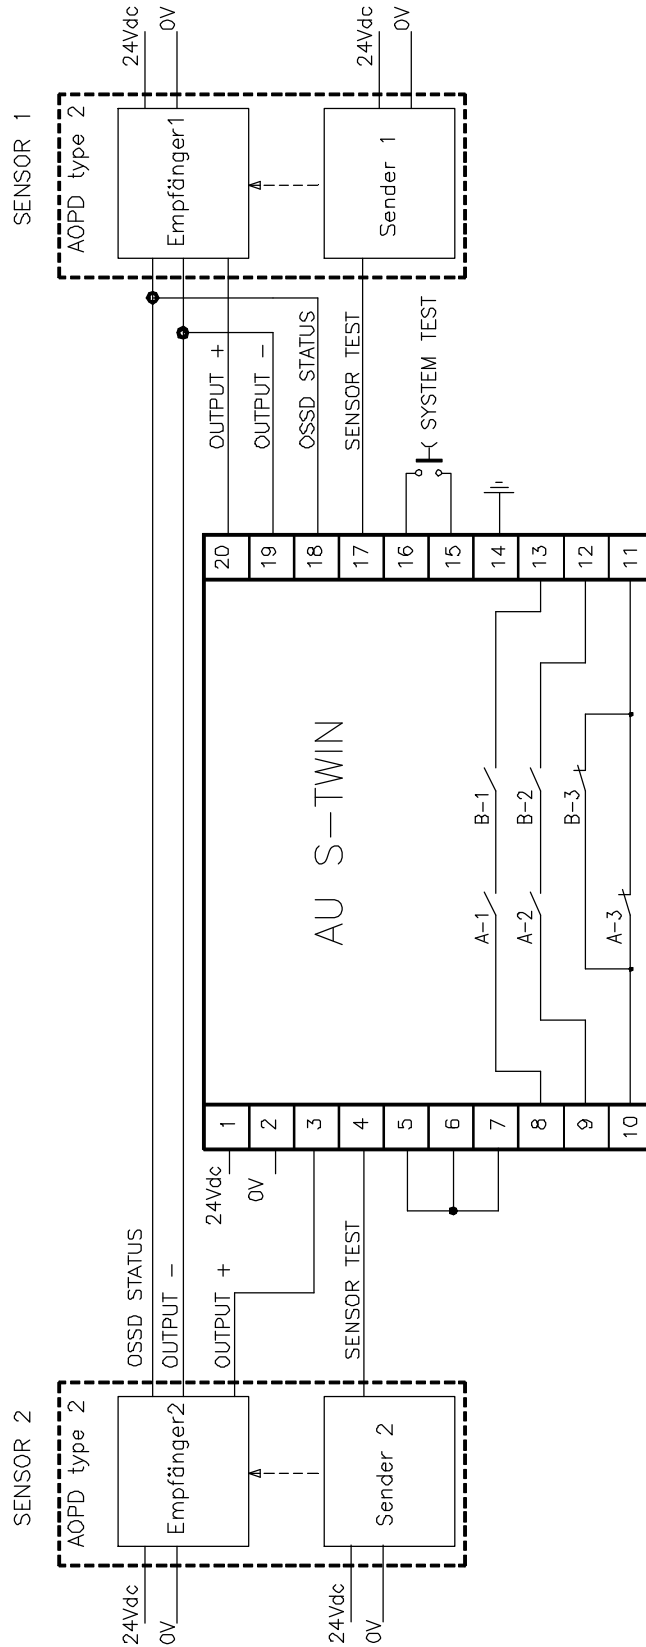 SENSOR 2
AOPD type 2
24Vdc
0V
Empfänger2
24Vdc
0V
Sender 2
OSSD STATUS
OUTPUT −
OUTPUT +
SENSOR TEST
24Vdc
0V
1
2
3
4
5
6
7
8
9
10
AU S−TWIN
A-1
B-1
A-2
B-2
A-3
B-3
20
19
18
17
16
15
14
13
12
11
OUTPUT +
OUTPUT −
OSSD STATUS
SENSOR TEST
SYSTEM TEST
SENSOR 1
AOPD type 2
Empfänger1
24Vdc
0V
Sender 1
24Vdc
0V